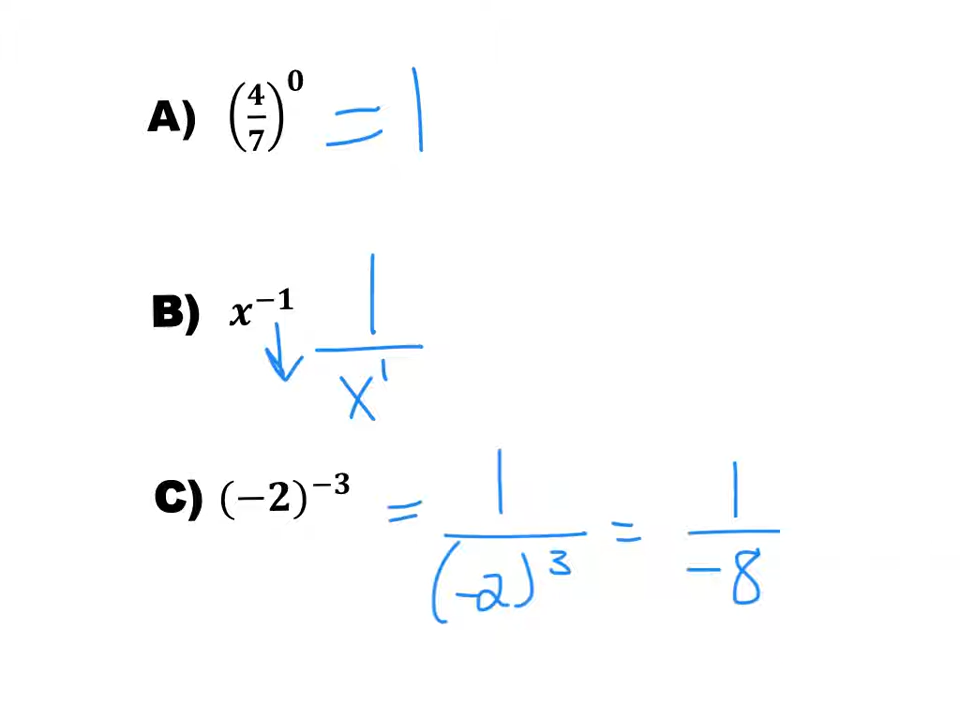 A) (4/7)^0 = 1
B) x^−1 ↓ 1/x^1
C) (−2)^−3 = 1/(−2)^3 = 1/−8